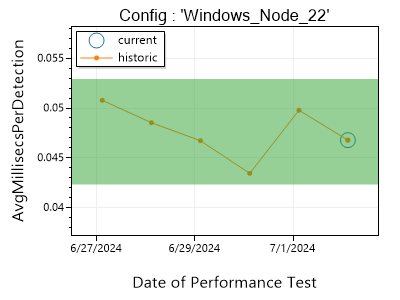 Config : 'Windows_Node_22'
current
historic
0.055
0.05
0.045
0.04
AvgMillisecsPerDetection
6/27/2024 6/29/2024 7/1/2024
Date of Performance Test